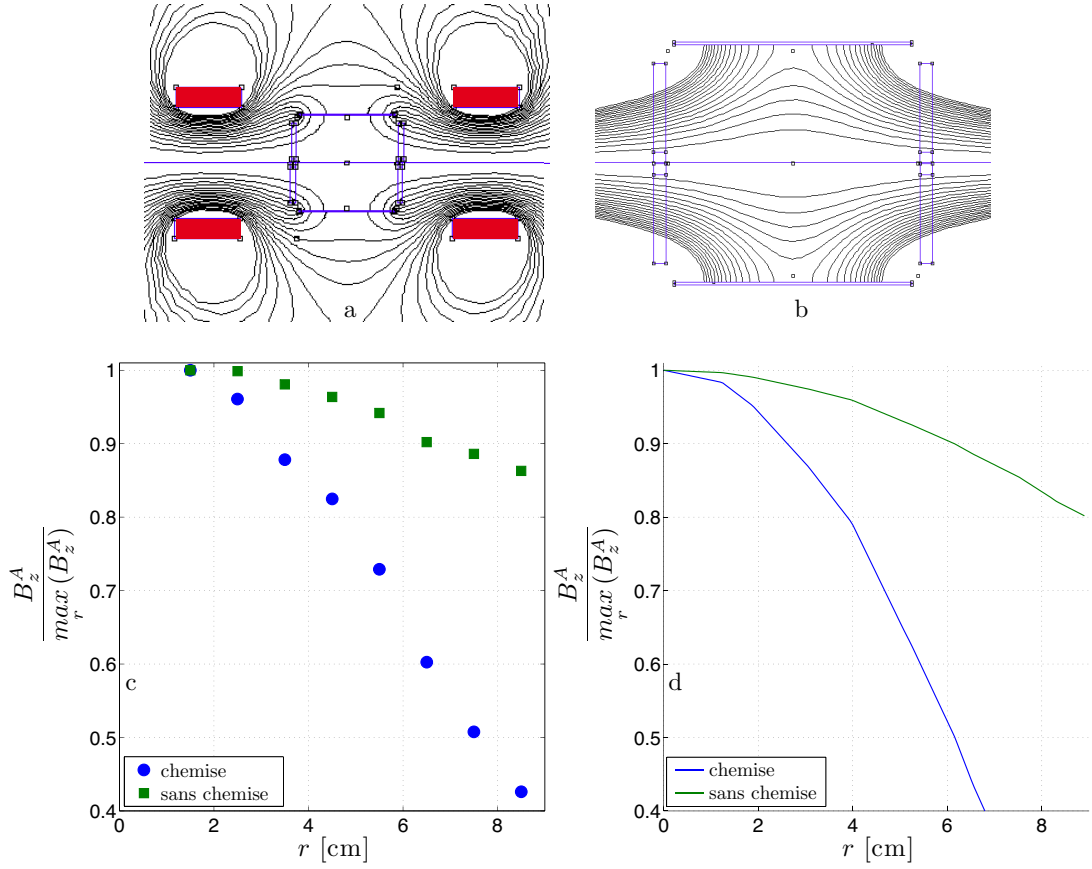 a
b
1
0.9
0.8
0.7
0.6
0.5
0.4
0 2 4 6 8
B_z^A / max_r (B_z^A)
c
chemise
sans chemise
r [cm]
1
0.9
0.8
0.7
0.6
0.5
0.4
0 2 4 6 8
B_z^A / max_r (B_z^A)
d
chemise
sans chemise
r [cm]